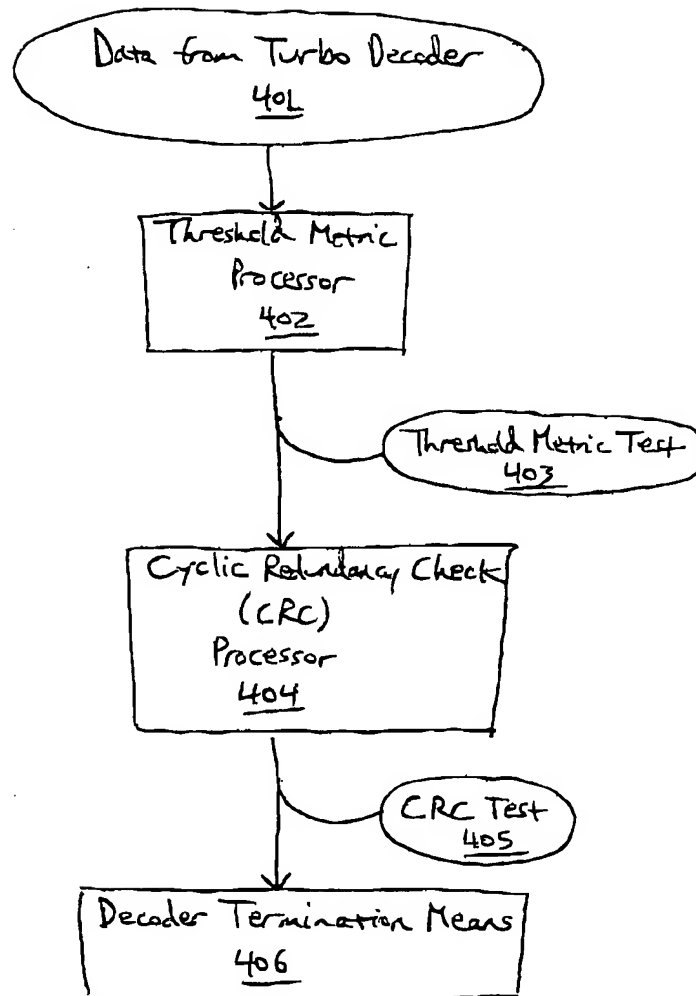 Data from Turbo Decoder
401
Threshold Metric
Processor
402
Threshold Metric Test
403
Cyclic Redundancy Check
(CRC)
Processor
404
CRC Test
405
Decoder Termination Means
406